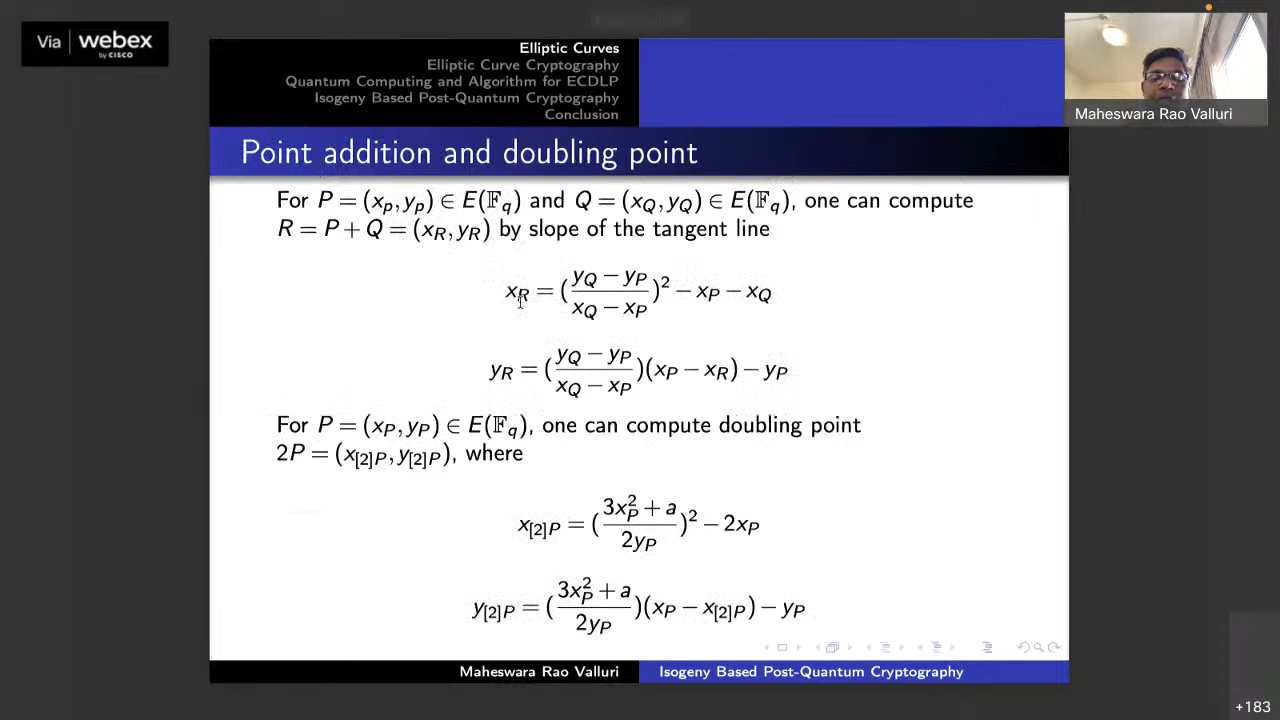 Via webex
by CISCO
Elliptic Curves
Elliptic Curve Cryptography
Quantum Computing and Algorithm for ECDLP
Isogeny Based Post-Quantum Cryptography
Conclusion
Maheswara Rao Valluri
Point addition and doubling point
For P = (x_p, y_p) ∈ E(𝔽_q) and Q = (x_Q, y_Q) ∈ E(𝔽_q), one can compute
R = P + Q = (x_R, y_R) by slope of the tangent line
x_R = (\frac{y_Q − y_P}{x_Q − x_P})^2 − x_P − x_Q
y_R = (\frac{y_Q − y_P}{x_Q − x_P})(x_P − x_R) − y_P
For P = (x_P, y_P) ∈ E(𝔽_q), one can compute doubling point
2P = (x_{[2]P}, y_{[2]P}), where
x_{[2]P} = (\frac{3x_P^2 + a}{2y_P})^2 − 2x_P
y_{[2]P} = (\frac{3x_P^2 + a}{2y_P})(x_P − x_{[2]P}) − y_P
Maheswara Rao Valluri
Isogeny Based Post-Quantum Cryptography
+183